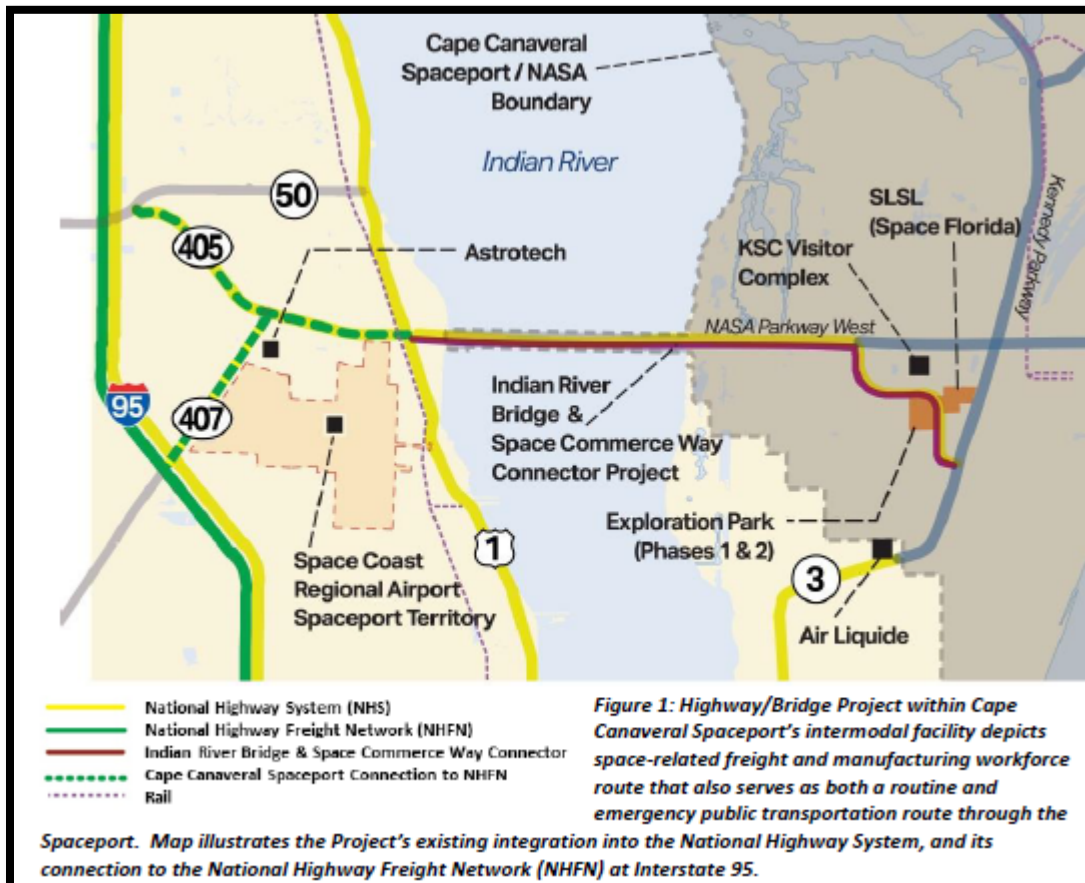 Cape Canaveral
Spaceport / NASA
Boundary
Indian River
50
405
Astrotech
SLSL
(Space Florida)
KSC Visitor
Complex
Kennedy Parkway
NASA Parkway West
95
407
Indian River
Bridge &
Space Commerce Way
Connector Project
Exploration Park
(Phases 1 & 2)
1
3
Space Coast
Regional Airport
Spaceport Territory
Air Liquide
National Highway System (NHS)
National Highway Freight Network (NHFN)
Indian River Bridge & Space Commerce Way Connector
Cape Canaveral Spaceport Connection to NHFN
Rail
Figure 1: Highway/Bridge Project within Cape
Canaveral Spaceport's intermodal facility depicts
space-related freight and manufacturing workforce
route that also serves as both a routine and
emergency public transportation route through the
Spaceport. Map illustrates the Project's existing integration into the National Highway System, and its
connection to the National Highway Freight Network (NHFN) at Interstate 95.